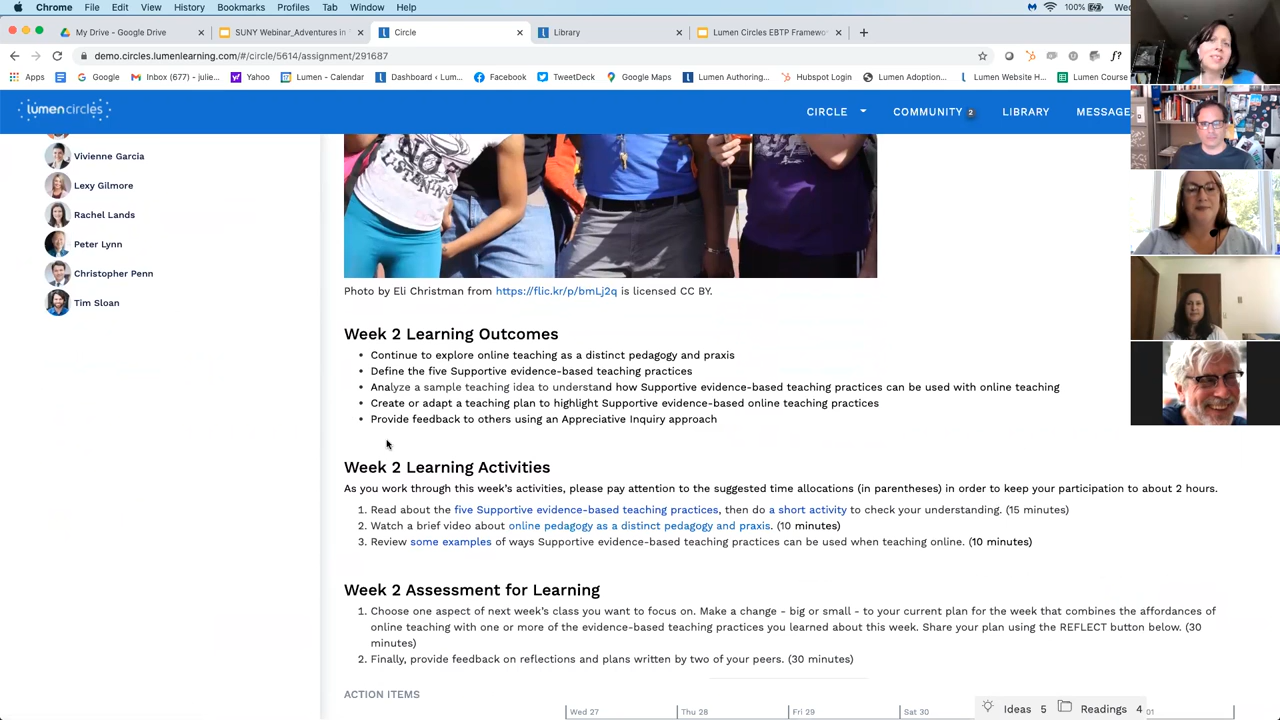 Chrome File Edit View History Bookmarks Profiles Tab Window Help 100% Wed
My Drive - Google Drive SUNY Webinar_Adventures in Circle Library Lumen Circles EBTP Framewo
demo.circles.lumenlearning.com/#/circle/5614/assignment/291687
Apps Google Inbox (677) - julie... Yahoo Lumen - Calendar Dashboard ‹ Lum... Facebook TweetDeck Google Maps Lumen Authoring... Hubspot Login Lumen Adoption... Lumen Website H... Lumen Course
lumencircles CIRCLE COMMUNITY 2 LIBRARY MESSAGE
Vivienne Garcia
Lexy Gilmore
Rachel Lands
Peter Lynn
Christopher Penn
Tim Sloan
Photo by Eli Christman from https://flic.kr/p/bmLj2q is licensed CC BY.
Week 2 Learning Outcomes
• Continue to explore online teaching as a distinct pedagogy and praxis
• Define the five Supportive evidence-based teaching practices
• Analyze a sample teaching idea to understand how Supportive evidence-based teaching practices can be used with online teaching
• Create or adapt a teaching plan to highlight Supportive evidence-based online teaching practices
• Provide feedback to others using an Appreciative Inquiry approach
Week 2 Learning Activities
As you work through this week's activities, please pay attention to the suggested time allocations (in parentheses) in order to keep your participation to about 2 hours.
1. Read about the five Supportive evidence-based teaching practices, then do a short activity to check your understanding. (15 minutes)
2. Watch a brief video about online pedagogy as a distinct pedagogy and praxis. (10 minutes)
3. Review some examples of ways Supportive evidence-based teaching practices can be used when teaching online. (10 minutes)
Week 2 Assessment for Learning
1. Choose one aspect of next week's class you want to focus on. Make a change - big or small - to your current plan for the week that combines the affordances of
online teaching with one or more of the evidence-based teaching practices you learned about this week. Share your plan using the REFLECT button below. (30
minutes)
2. Finally, provide feedback on reflections and plans written by two of your peers. (30 minutes)
ACTION ITEMS
Wed 27 Thu 28 Fri 29 Sat 30 01
Ideas 5 Readings 4